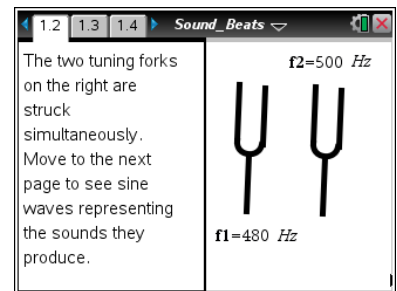 1.2 1.3 1.4 Sound_Beats
The two tuning forks
on the right are
struck
simultaneously.
Move to the next
page to see sine
waves representing
the sounds they
produce.
f2=500 Hz
f1=480 Hz